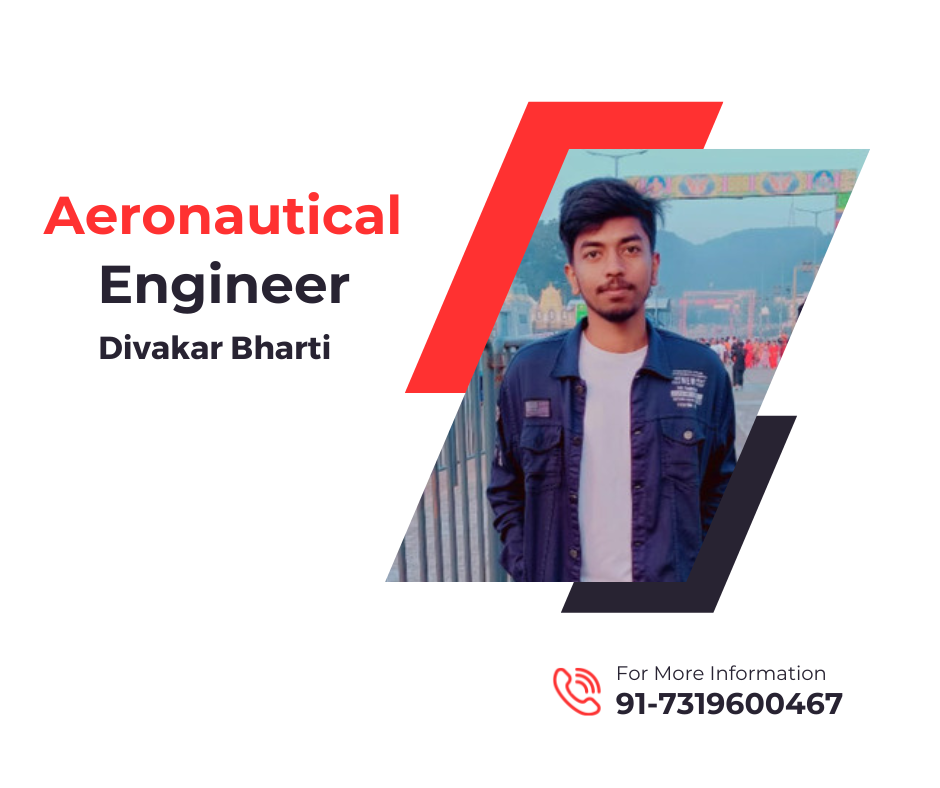 Aeronautical
Engineer
Divakar Bharti
For More Information
91-7319600467